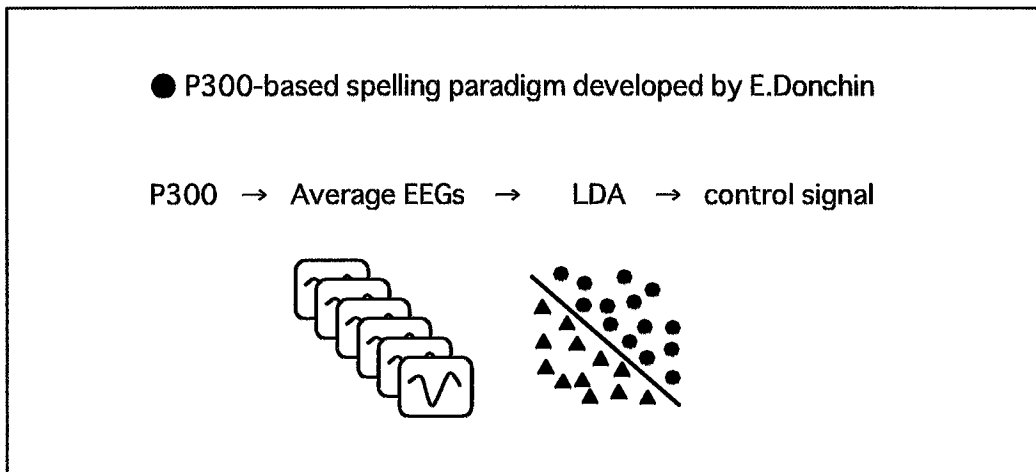 ● P300-based spelling paradigm developed by E.Donchin
P300 → Average EEGs → LDA → control signal